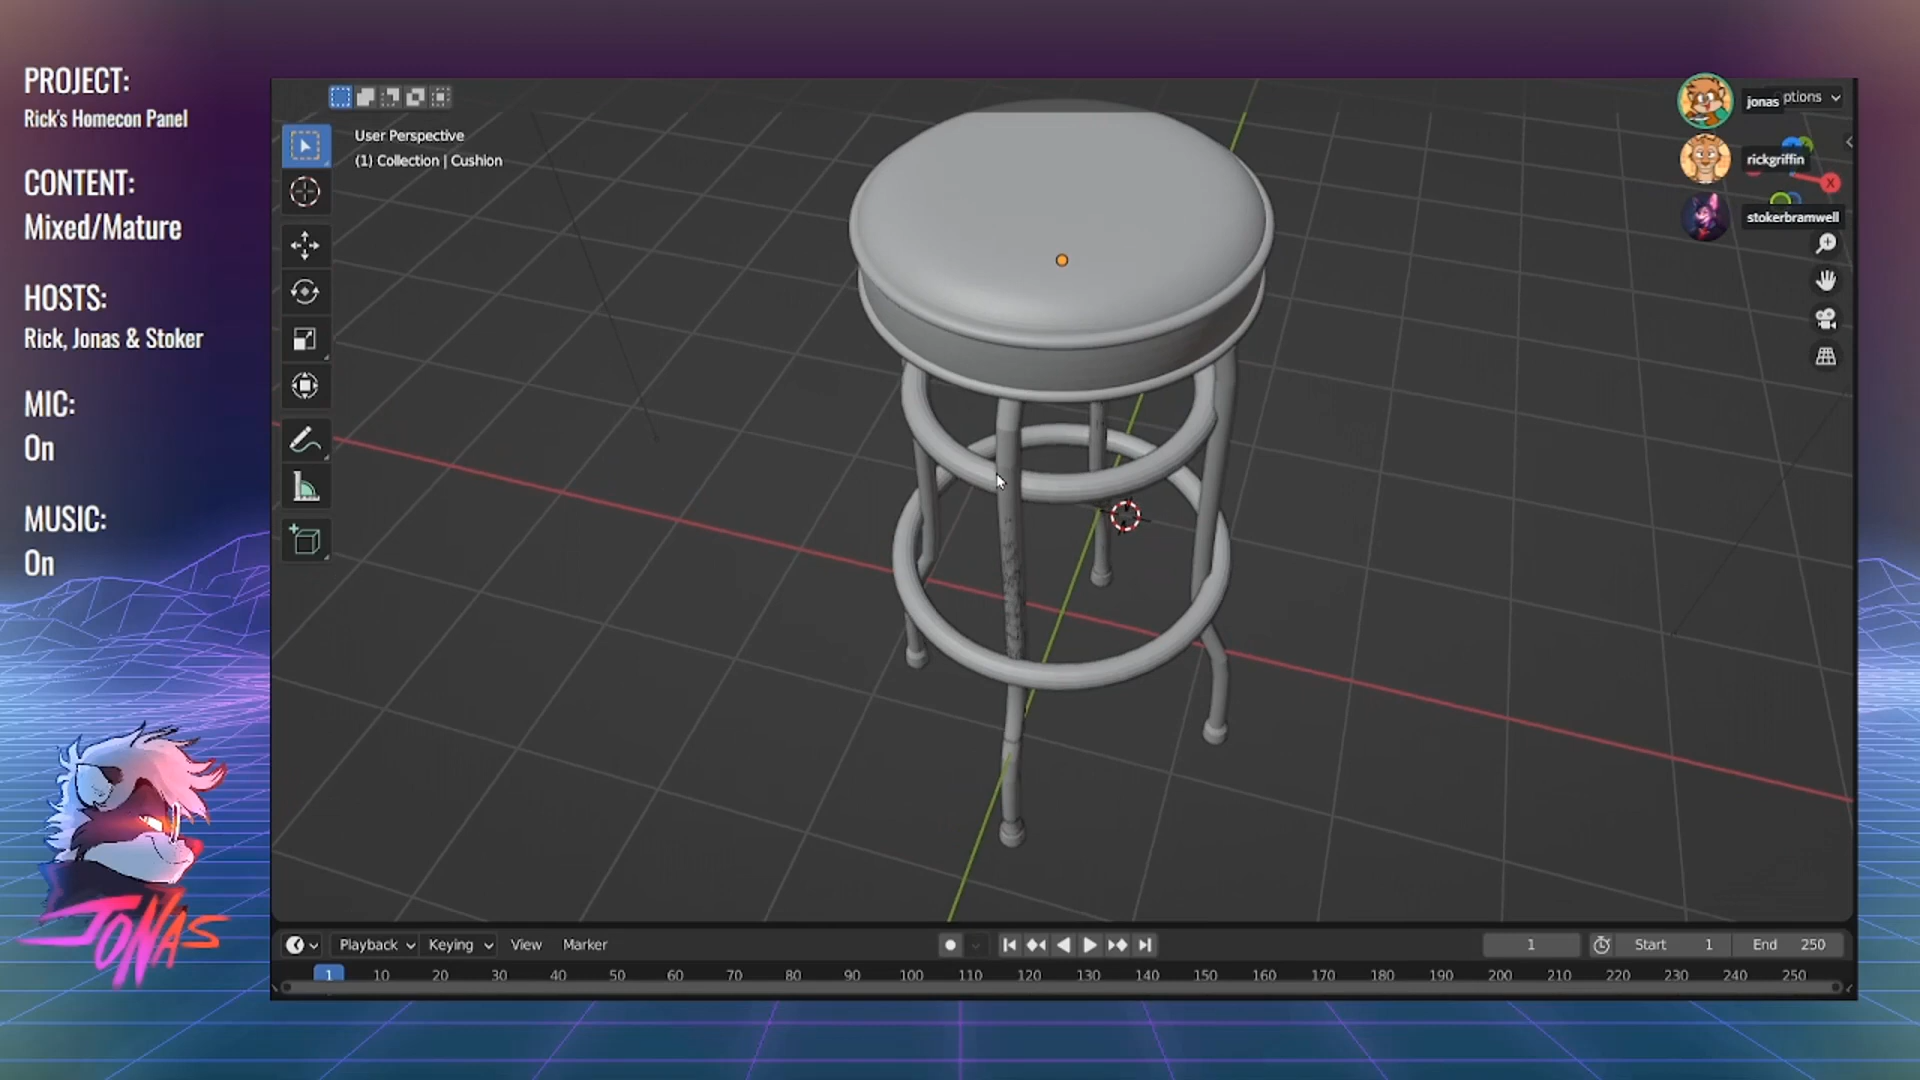 PROJECT:
Rick's Homecon Panel
CONTENT:
Mixed/Mature
HOSTS:
Rick, Jonas & Stoker
MIC:
On
MUSIC:
On
JONAS
User Perspective
(1) Collection | Cushion
jonas
ptions
rickgriffin
X
stokerbramwell
Playback Keying View Marker
1 Start 1 End 250
1 10 20 30 40 50 60 70 80 90 100 110 120 130 140 150 160 170 180 190 200 210 220 230 240 250